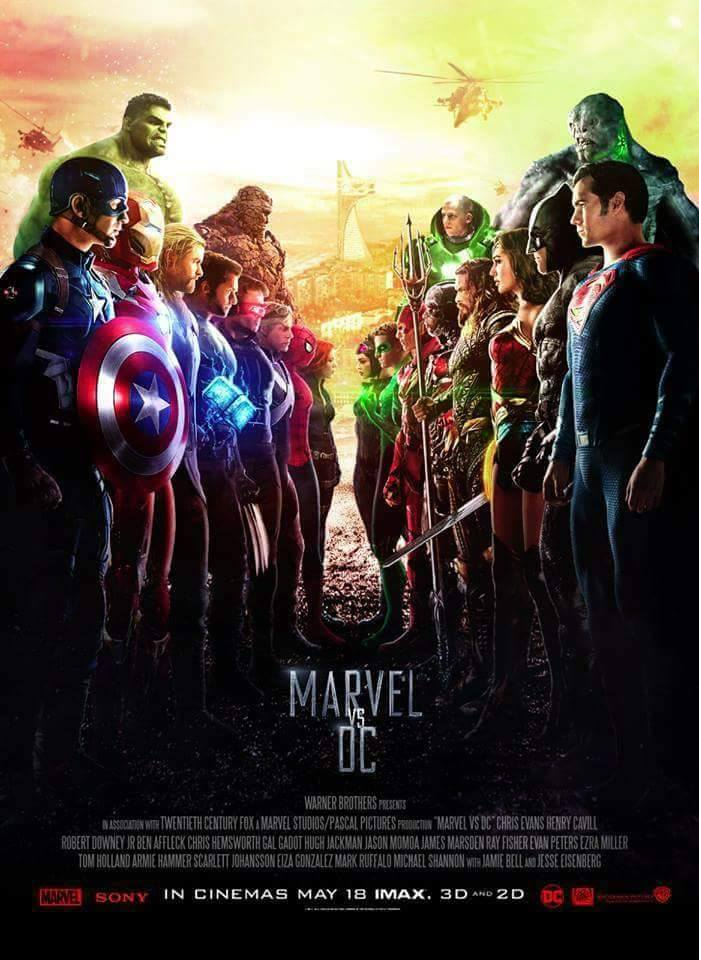 MARVEL
VS
DC
WARNER BROTHERS PRESENTS
IN ASSOCIATION WITH TWENTIETH CENTURY FOX A MARVEL STUDIOS/PASCAL PICTURES PRODUCTION "MARVEL VS DC" CHRIS EVANS HENRY CAVILL
ROBERT DOWNEY JR BEN AFFLECK CHRIS HEMSWORTH GAL GADOT HUGH JACKMAN JASON MOMOA JAMES MARSDEN RAY FISHER EVAN PETERS EZRA MILLER
TOM HOLLAND ARMIE HAMMER SCARLETT JOHANSSON EIZA GONZALEZ MARK RUFFALO MICHAEL SHANNON WITH JAMIE BELL AND JESSE EISENBERG
MARVEL SONY IN CINEMAS MAY 18 IMAX, 3D AND 2D DC